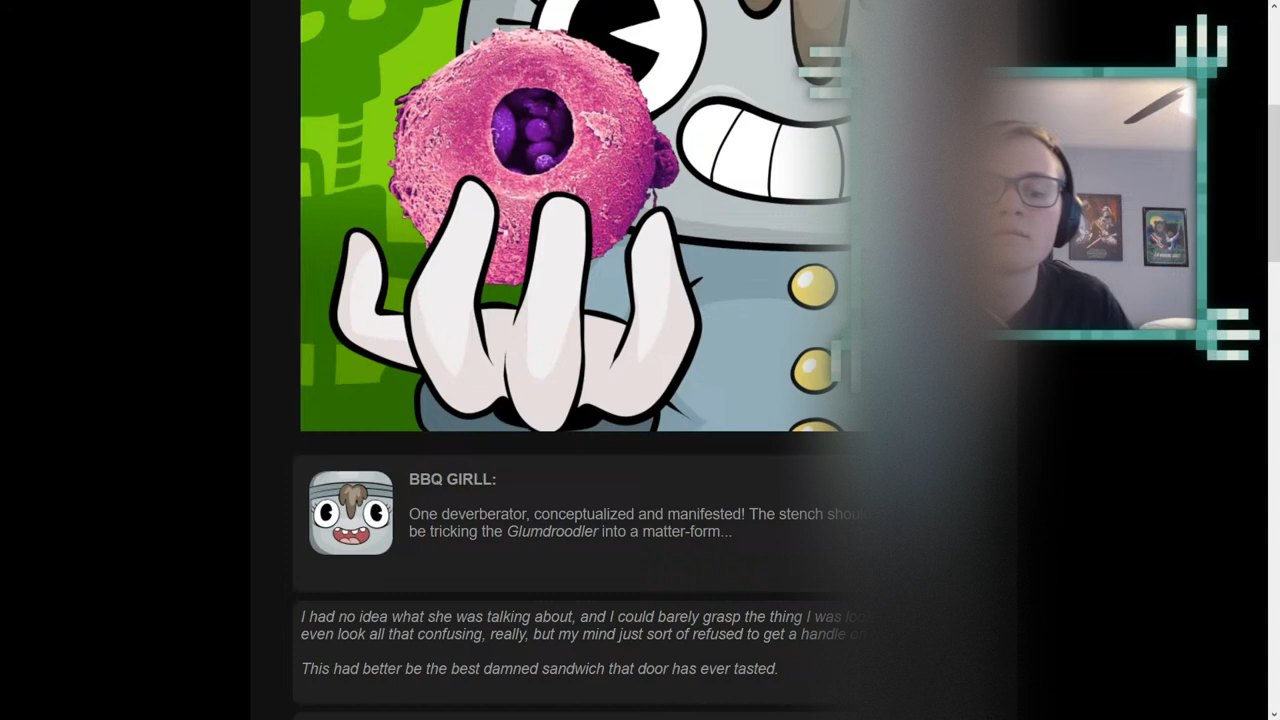 BBQ GIRLL:
One deverberator, conceptualized and manifested! The stench should
be tricking the Glumdroodler into a matter-form...
I had no idea what she was talking about, and I could barely grasp the thing I was
even look all that confusing, really, but my mind just sort of refused to get a handle
This had better be the best damned sandwich that door has ever tasted.